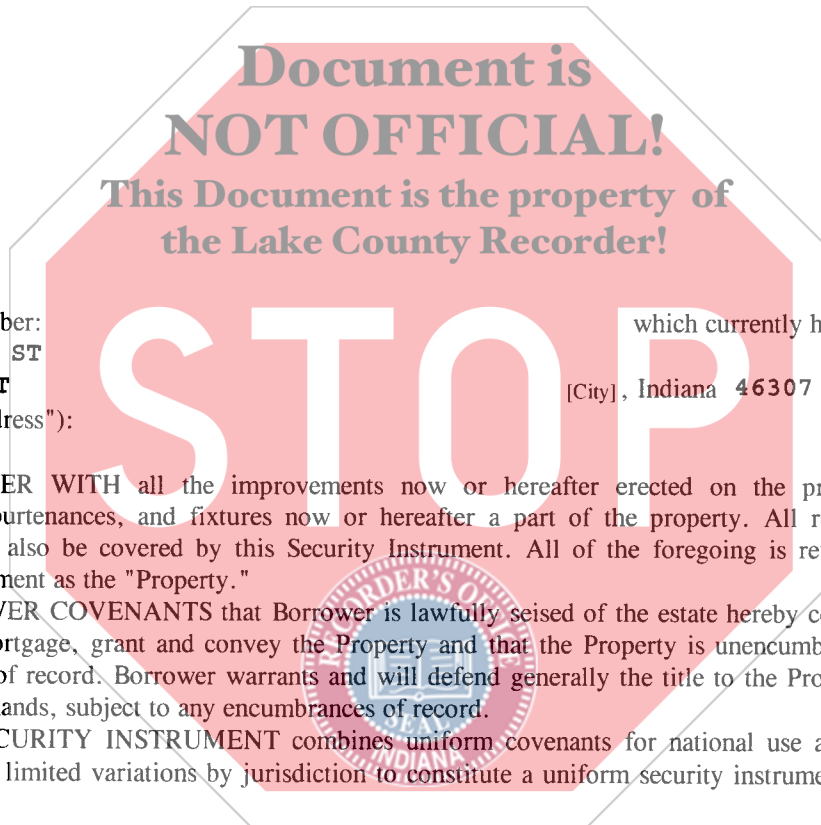 Document is
NOT OFFICIAL!
This Document is the property of
the Lake County Recorder!
ber: which currently h
ST
T [City] , Indiana 46307
dress"):
STOP
ER WITH all the improvements now or hereafter erected on the pr
ourtenances, and fixtures now or hereafter a part of the property. All r
also be covered by this Security Instrument. All of the foregoing is re
ment as the "Property."
VER COVENANTS that Borrower is lawfully seised of the estate hereby c
ortgage, grant and convey the Property and that the Property is unencumb
of record. Borrower warrants and will defend generally the title to the Pro
ands, subject to any encumbrances of record.
CURITY INSTRUMENT combines uniform covenants for national use a
limited variations by jurisdiction to constitute a uniform security instrume
RECORDER'S OFFICE
SEAL
INDIANA